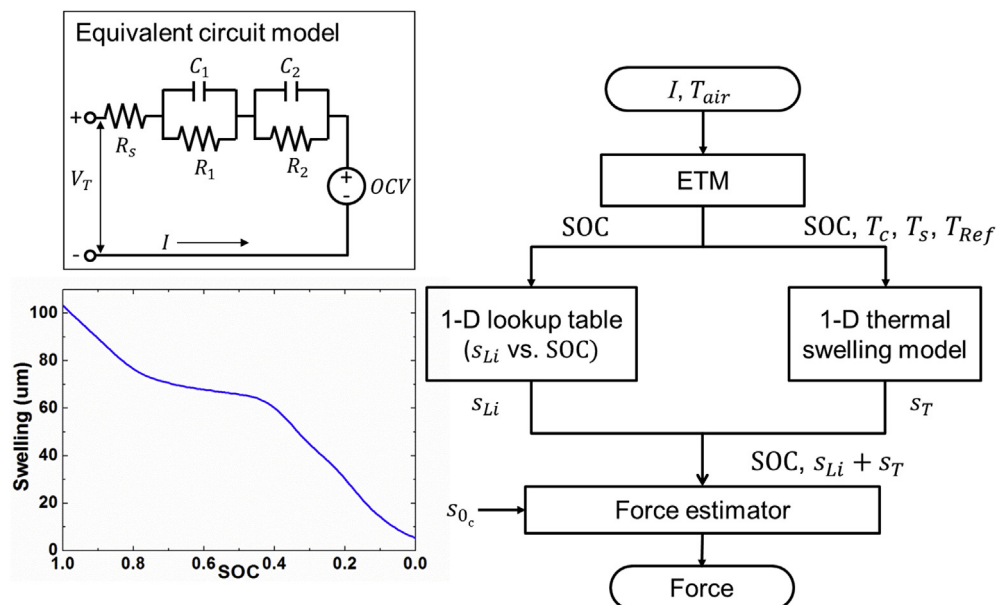 Equivalent circuit model
C₁
C₂
+
R_s
R₁
R₂
V_T
+
-
OCV
-
I
100
80
60
40
20
0
Swelling (um)
1.0
0.8
0.6
0.4
0.2
0.0
SOC
I, T_air
ETM
SOC
SOC, T_c, T_s, T_Ref
1-D lookup table
(s_Li vs. SOC)
1-D thermal
swelling model
s_Li
s_T
SOC, s_Li + s_T
s_0_c
Force estimator
Force